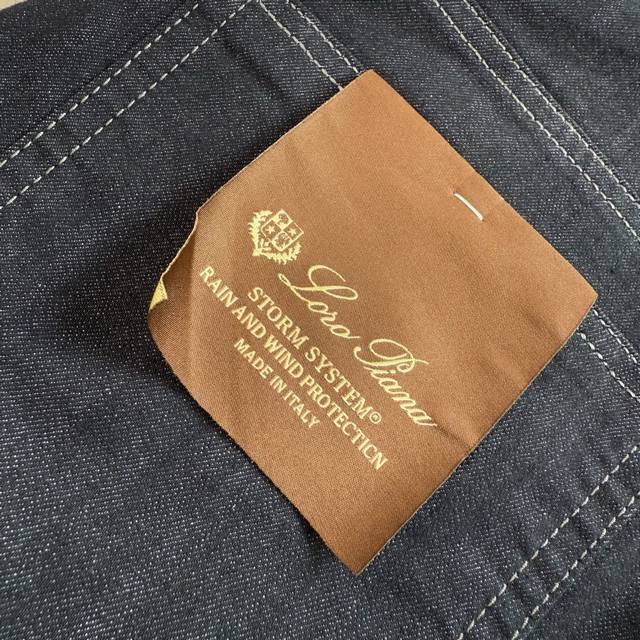 Loro Piana
STORM SYSTEM®
RAIN AND WIND PROTECTICN
MADE IN ITALY